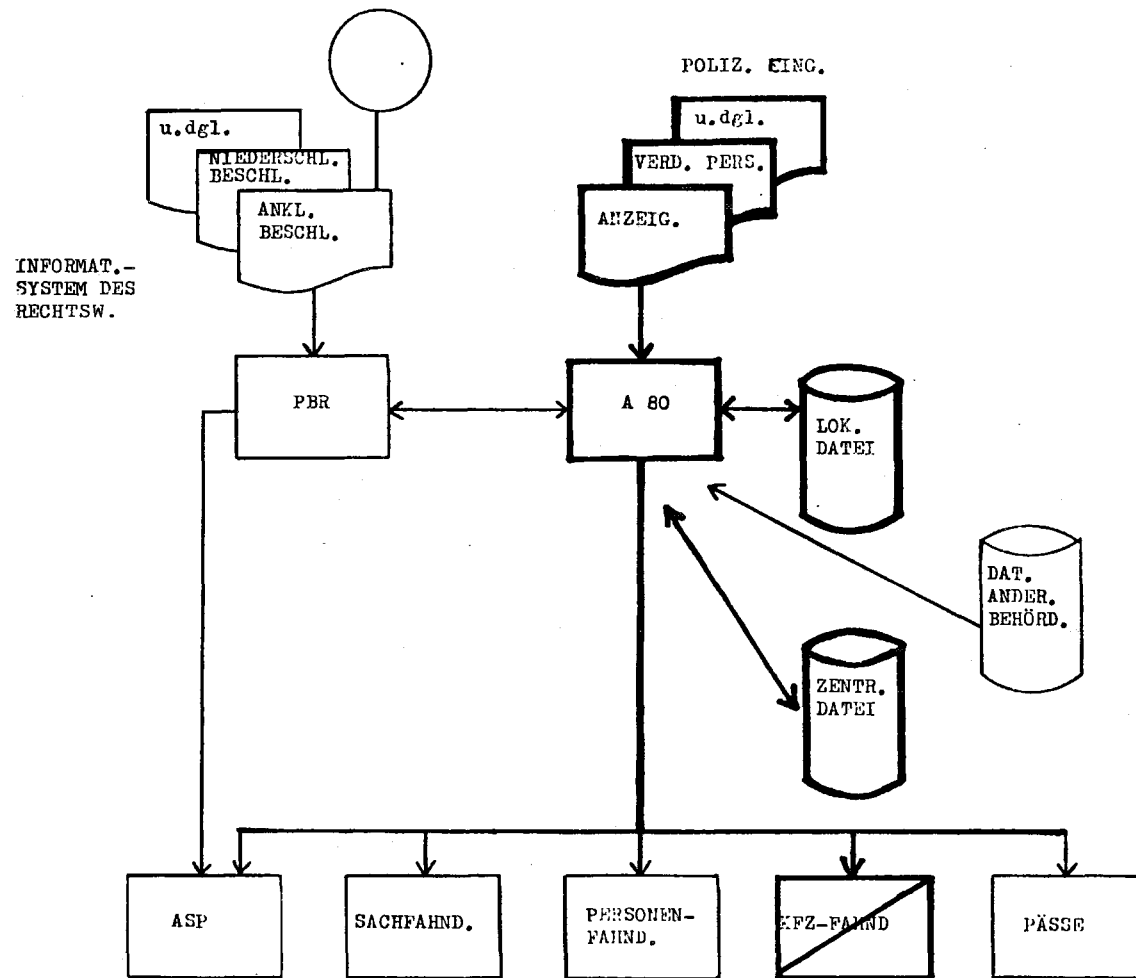 POLIZ. EING.
u.dgl.
NIEDERSCHL.
BESCHL.
ANKL.
BESCHL.
u.dgl.
VERD. PERS.
ANZEIG.
INFORMAT.-
SYSTEM DES
RECHTSW.
PBR
A 80
LOK.
DATEI
DAT.
ANDER.
BEHÖRD.
ZENTR.
DATEI
ASP
SACHFAHND.
PERSONEN-
FAHND.
KFZ-FAHND
PÄSSE